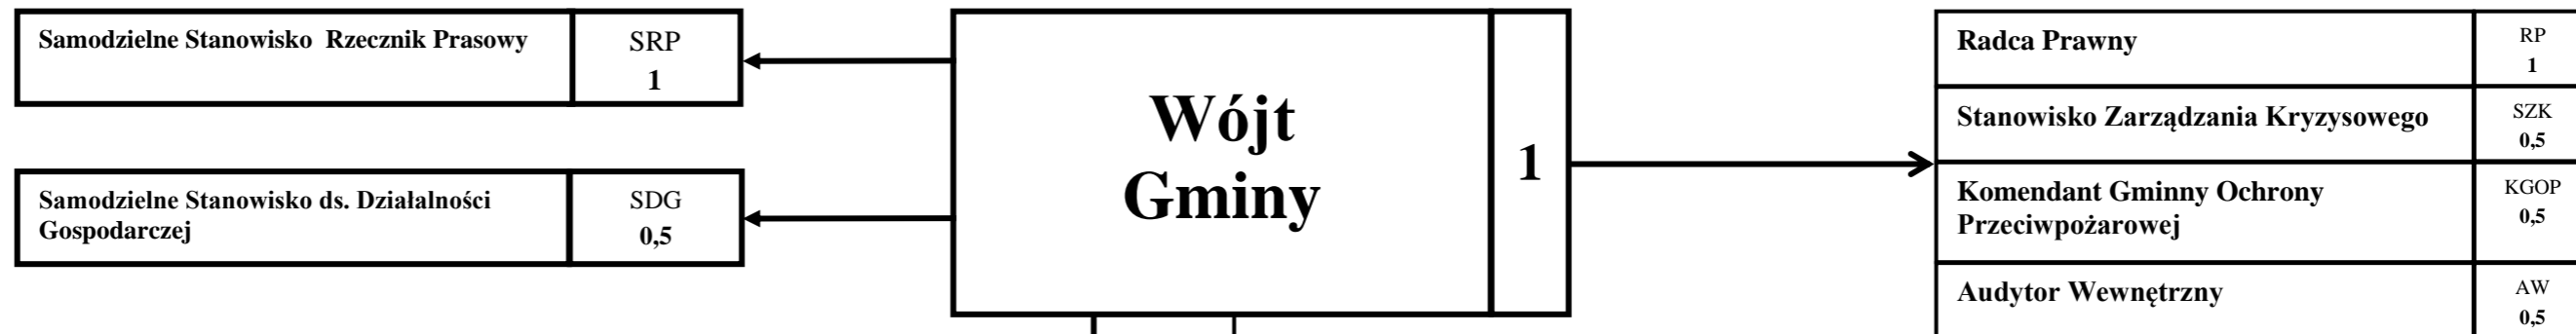 Samodzielne Stanowisko  Rzecznik Prasowy
SRP
1
Samodzielne Stanowisko ds. Działalności
Gospodarczej
SDG
0,5
Wójt
Gminy
1
Radca Prawny
RP
1
Stanowisko Zarządzania Kryzysowego
SZK
0,5
Komendant Gminny Ochrony
Przeciwpożarowej
KGOP
0,5
Audytor Wewnętrzny
AW
0,5